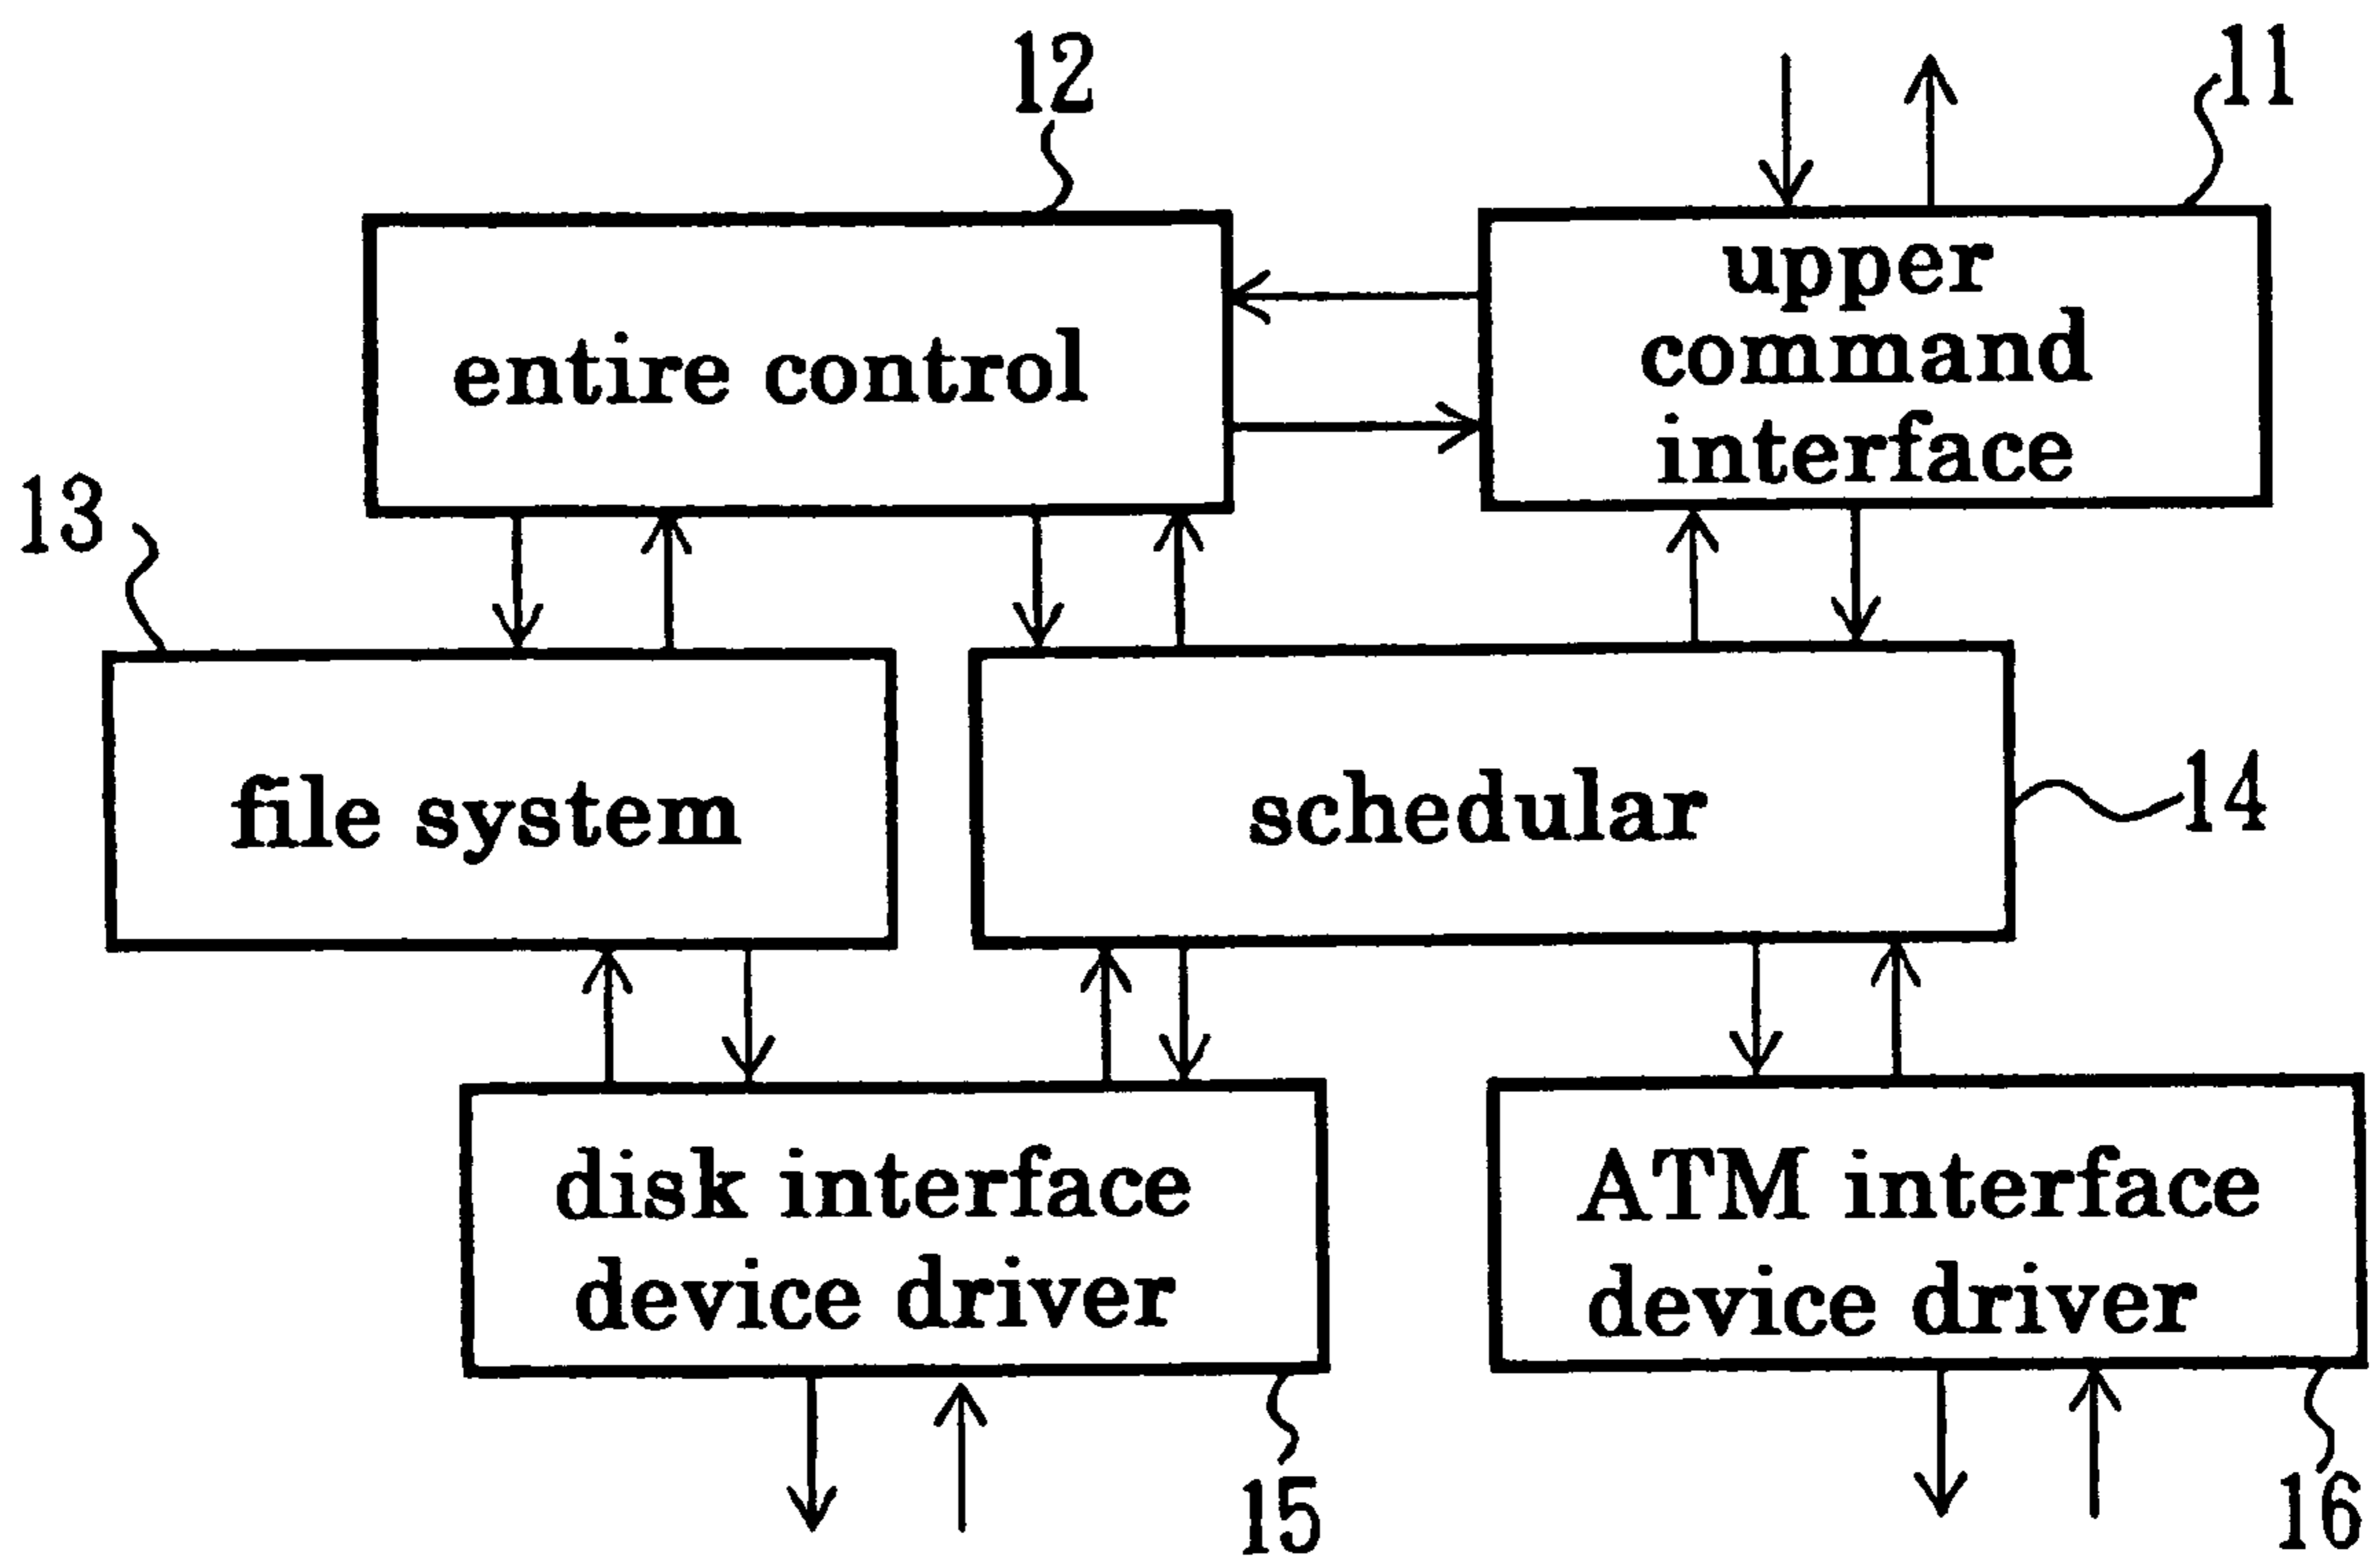 12
11
entire control
upper
command
interface
13
file system
schedular
14
disk interface
device driver
ATM interface
device driver
15
16